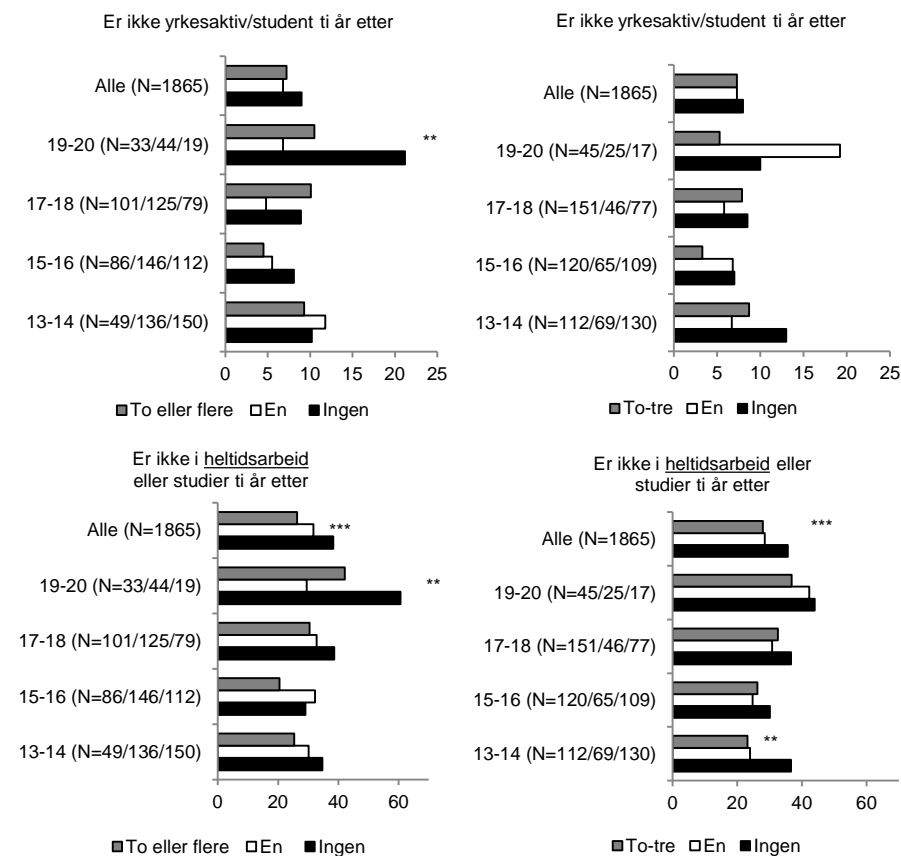 Er ikke yrkesaktiv/student ti år etter
Alle (N=1865)
19-20 (N=33/44/19)
**
17-18 (N=101/125/79)
15-16 (N=86/146/112)
13-14 (N=49/136/150)
0 5 10 15 20 25
To eller flere En Ingen
Er ikke yrkesaktiv/student ti år etter
Alle (N=1865)
19-20 (N=45/25/17)
17-18 (N=151/46/77)
15-16 (N=120/65/109)
13-14 (N=112/69/130)
0 5 10 15 20 25
To-tre En Ingen
Er ikke i heltidsarbeid
eller studier ti år etter
Alle (N=1865)
***
19-20 (N=33/44/19)
**
17-18 (N=101/125/79)
15-16 (N=86/146/112)
13-14 (N=49/136/150)
0 20 40 60
To eller flere En Ingen
Er ikke i heltidsarbeid eller
studier ti år etter
Alle (N=1865)
***
19-20 (N=45/25/17)
17-18 (N=151/46/77)
15-16 (N=120/65/109)
13-14 (N=112/69/130)
**
0 20 40 60
To-tre En Ingen